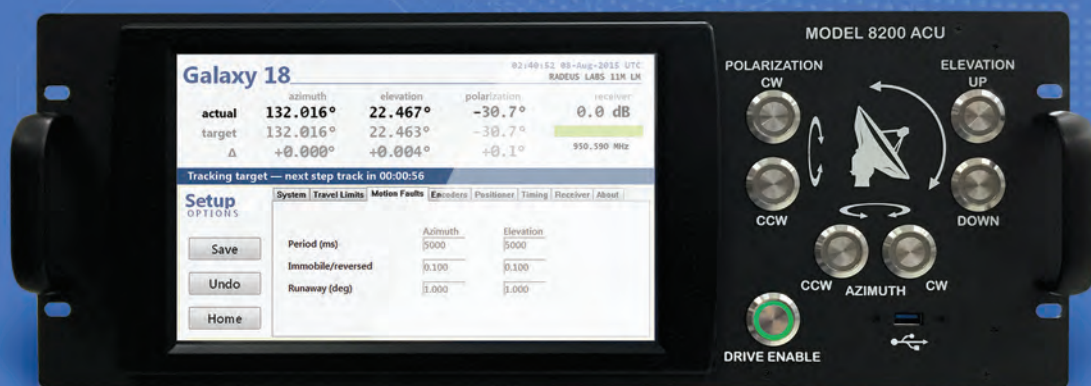 MODEL 8200 ACU
Galaxy 18
02:40:52 08-Aug-2015 UTC
RADEUS LABS 11M LM
azimuth elevation polarization receiver
actual 132.016° 22.467° -30.7° 0.0 dB
target 132.016° 22.463° -30.7°
Δ +0.000° +0.004° +0.1° 950.590 MHz
Tracking target — next step track in 00:00:56
Setup
OPTIONS
System Travel Limits Motion Faults Encoders Positioner Timing Receiver About
Azimuth Elevation
Period (ms) 5000 5000
Immobile/reversed 0.100 0.100
Runaway (deg) 1.000 1.000
Save
Undo
Home
POLARIZATION
CW
CCW
ELEVATION
UP
DOWN
CCW AZIMUTH CW
DRIVE ENABLE